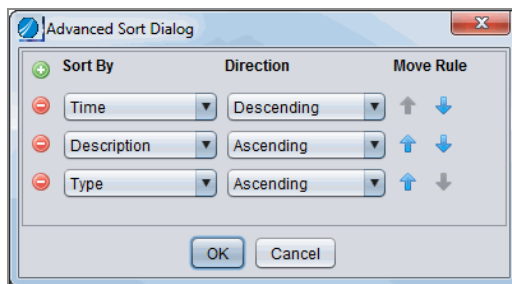 Advanced Sort Dialog
Sort By Direction Move Rule
Time Descending
Description Ascending
Type Ascending
OK Cancel